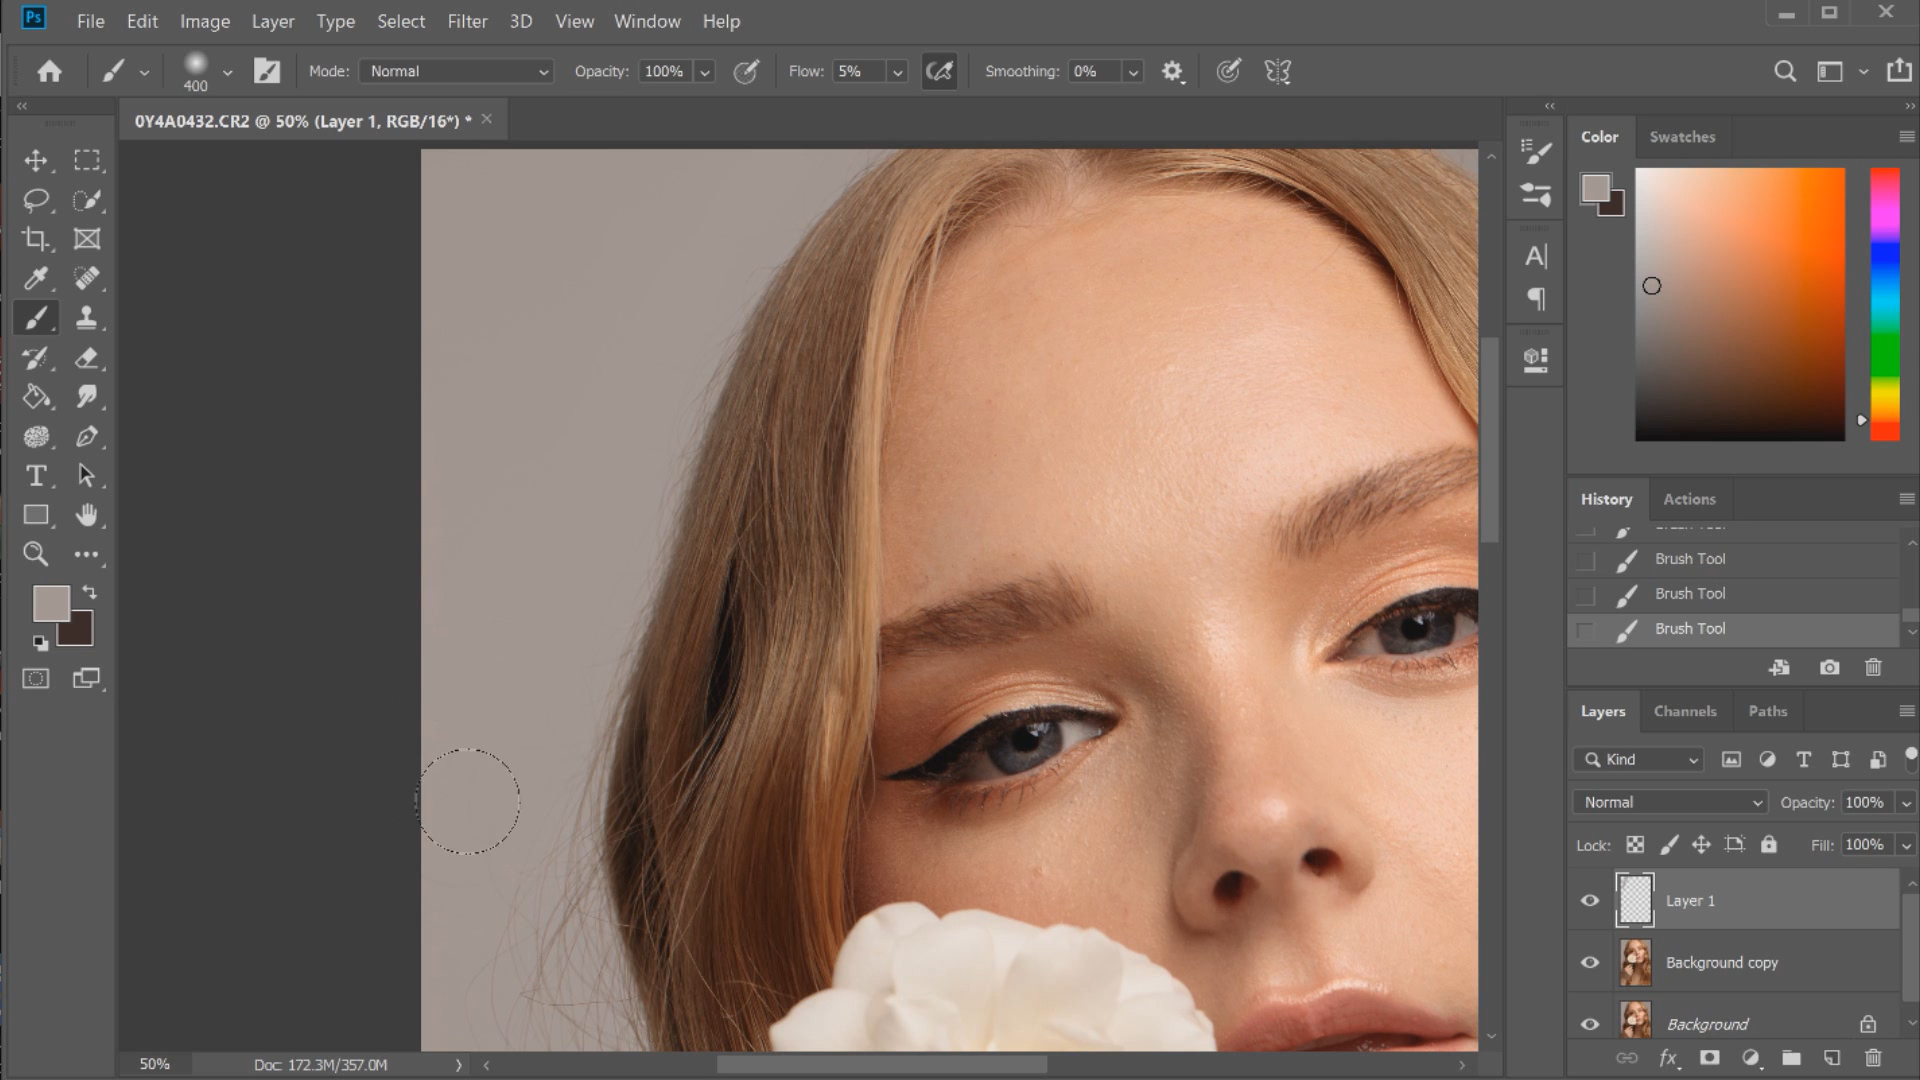 Ps File Edit Image Layer Type Select Filter 3D View Window Help
400 Mode: Normal Opacity: 100% Flow: 5% Smoothing: 0%
0Y4A0432.CR2 @ 50% (Layer 1, RGB/16*) *
Color Swatches
History Actions
Brush Tool
Brush Tool
Brush Tool
Layers Channels Paths
Kind
Normal Opacity: 100%
Lock: Fill: 100%
Layer 1
Background copy
Background
50% Doc: 172.3M/357.0M